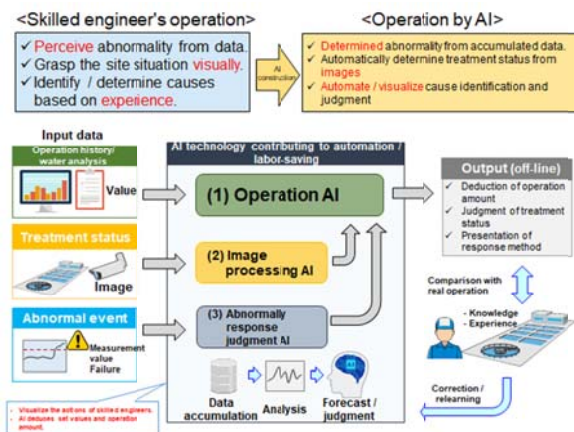 <Skilled engineer's operation>
✓ Perceive abnormality from data.
✓ Grasp the site situation visually.
✓ Identify / determine causes
based on experience.
AI
construction
<Operation by AI>
✓ Determined abnormality from accumulated data.
✓ Automatically determine treatment status from
images
✓ Automate / visualize cause identification and
judgment
Input data
Operation history/
water analysis
Value
Treatment status
Image
Abnormal event
Measurement
value
Failure
AI technology contributing to automation /
labor-saving
(1) Operation AI
(2) Image
processing AI
(3) Abnormally
response
judgment AI
Data
accumulation
Analysis
AI
Forecast /
judgment
Output (off-line)
✓ Deduction of operation
amount
✓ Judgment of treatment
status
✓ Presentation of
response method
Comparison with
real operation
- Knowledge
- Experience
Correction /
relearning
• Visualize the actions of skilled engineers.
• AI deduces set values and operation
amount.